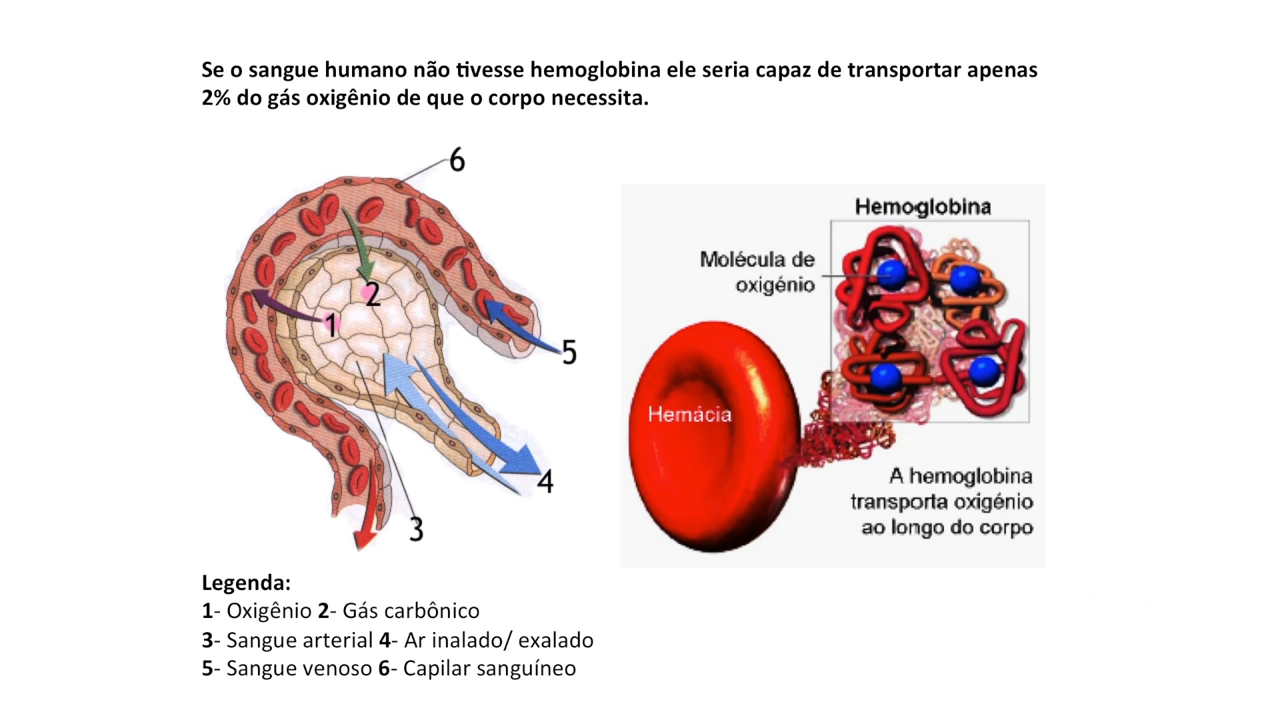 Se o sangue humano não tivesse hemoglobina ele seria capaz de transportar apenas
2% do gás oxigênio de que o corpo necessita.
6
2
1
5
4
3
Hemoglobina
Molécula de
oxigénio
Hemácia
A hemoglobina
transporta oxigénio
ao longo do corpo
Legenda:
1- Oxigênio 2- Gás carbônico
3- Sangue arterial 4- Ar inalado/ exalado
5- Sangue venoso 6- Capilar sanguíneo